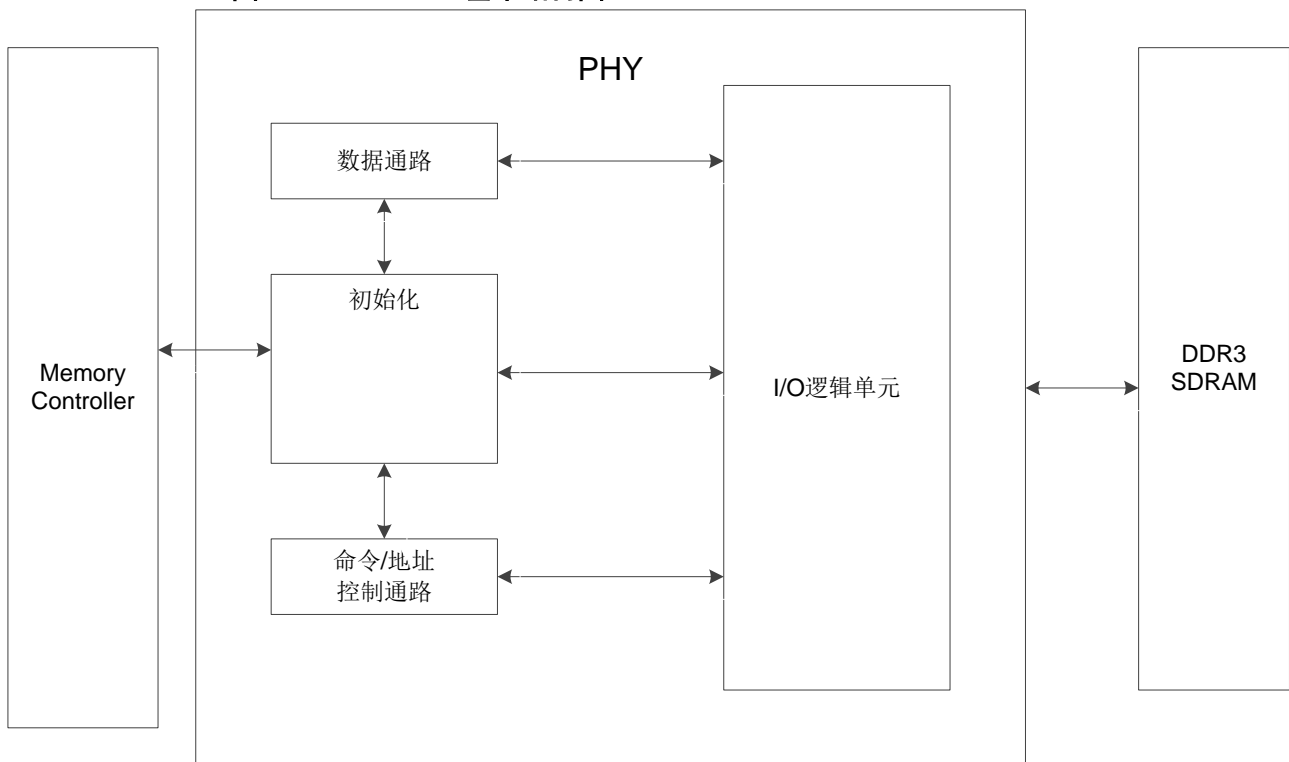 PHY
数据通路
初始化
Memory
Controller
I/O逻辑单元
DDR3
SDRAM
命令/地址
控制通路